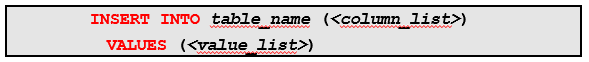 INSERT INTO table_name (<column_list>)
VALUES (<value_list>)